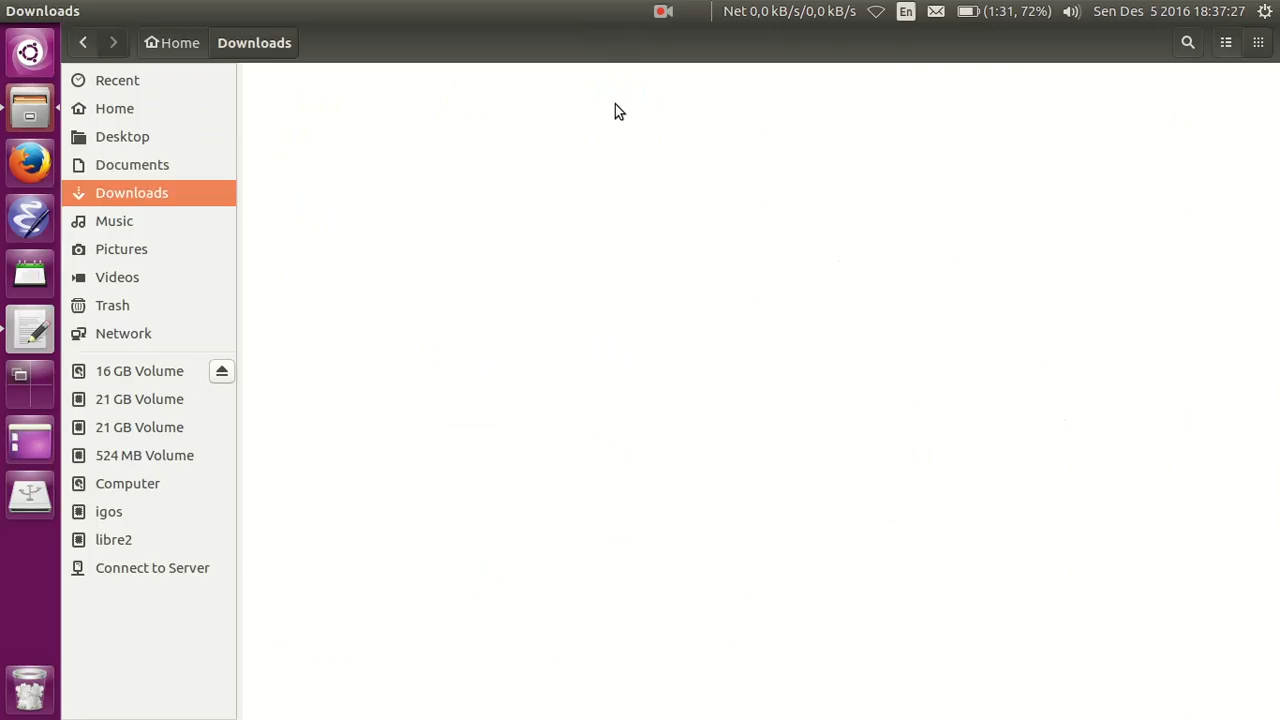 Downloads
Net 0,0 kB/s/0,0 kB/s
En
(1:31, 72%)
Sen Des 5 2016 18:37:27
Home
Downloads
Recent
Home
Desktop
Documents
Downloads
Music
Pictures
Videos
Trash
Network
16 GB Volume
21 GB Volume
21 GB Volume
524 MB Volume
Computer
igos
libre2
Connect to Server